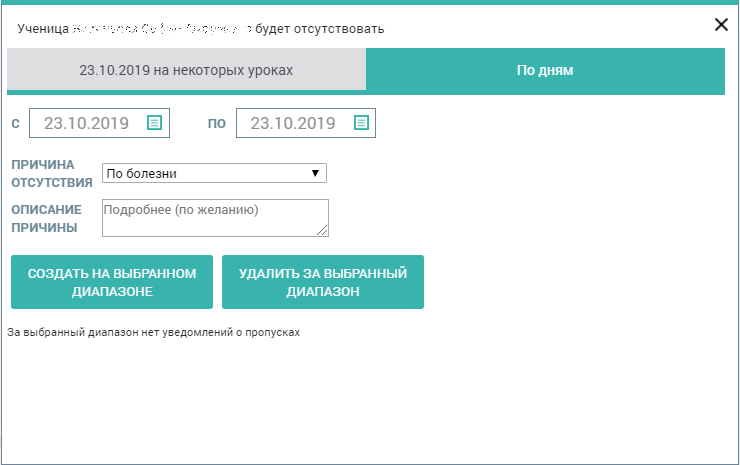 Ученица будет отсутствовать
23.10.2019 на некоторых уроках
По дням
С 23.10.2019 ПО 23.10.2019
ПРИЧИНА
ОТСУТСТВИЯ
По болезни
ОПИСАНИЕ
ПРИЧИНЫ
Подробнее (по желанию)
СОЗДАТЬ НА ВЫБРАННОМ
ДИАПАЗОНЕ
УДАЛИТЬ ЗА ВЫБРАННЫЙ
ДИАПАЗОН
За выбранный диапазон нет уведомлений о пропусках